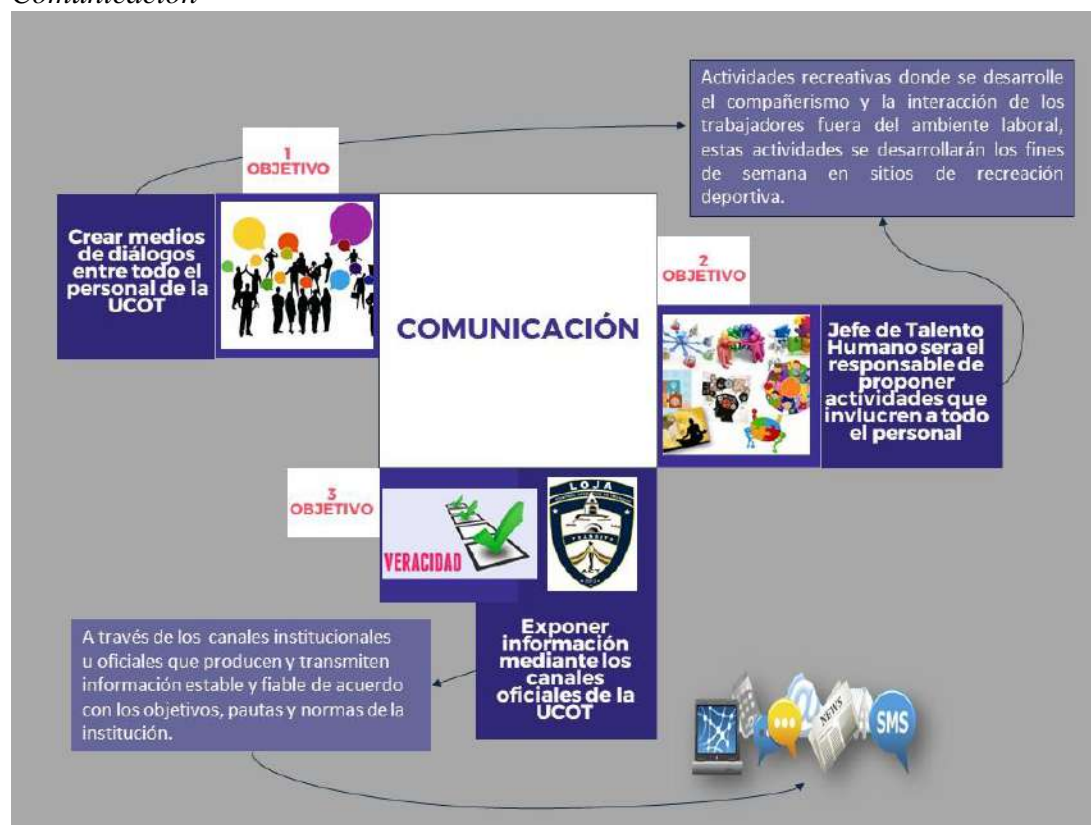 Comunicación
Actividades recreativas donde se desarrolle
el compañerismo y la interacción de los
trabajadores fuera del ambiente laboral,
estas actividades se desarrollarán los fines
de semana en sitios de recreación
deportiva.
1
OBJETIVO
Crear medios
de diálogos
entre todo el
personal de la
UCOT
COMUNICACIÓN
2
OBJETIVO
Jefe de Talento
Humano sera el
responsable de
proponer
actividades que
invlucren a todo
el personal
3
OBJETIVO
VERACIDAD
LOJA
Exponer
información
mediante los
canales
oficiales de la
UCOT
A través de los canales institucionales
u oficiales que producen y transmiten
información estable y fiable de acuerdo
con los objetivos, pautas y normas de la
institución.
NEWS
SMS